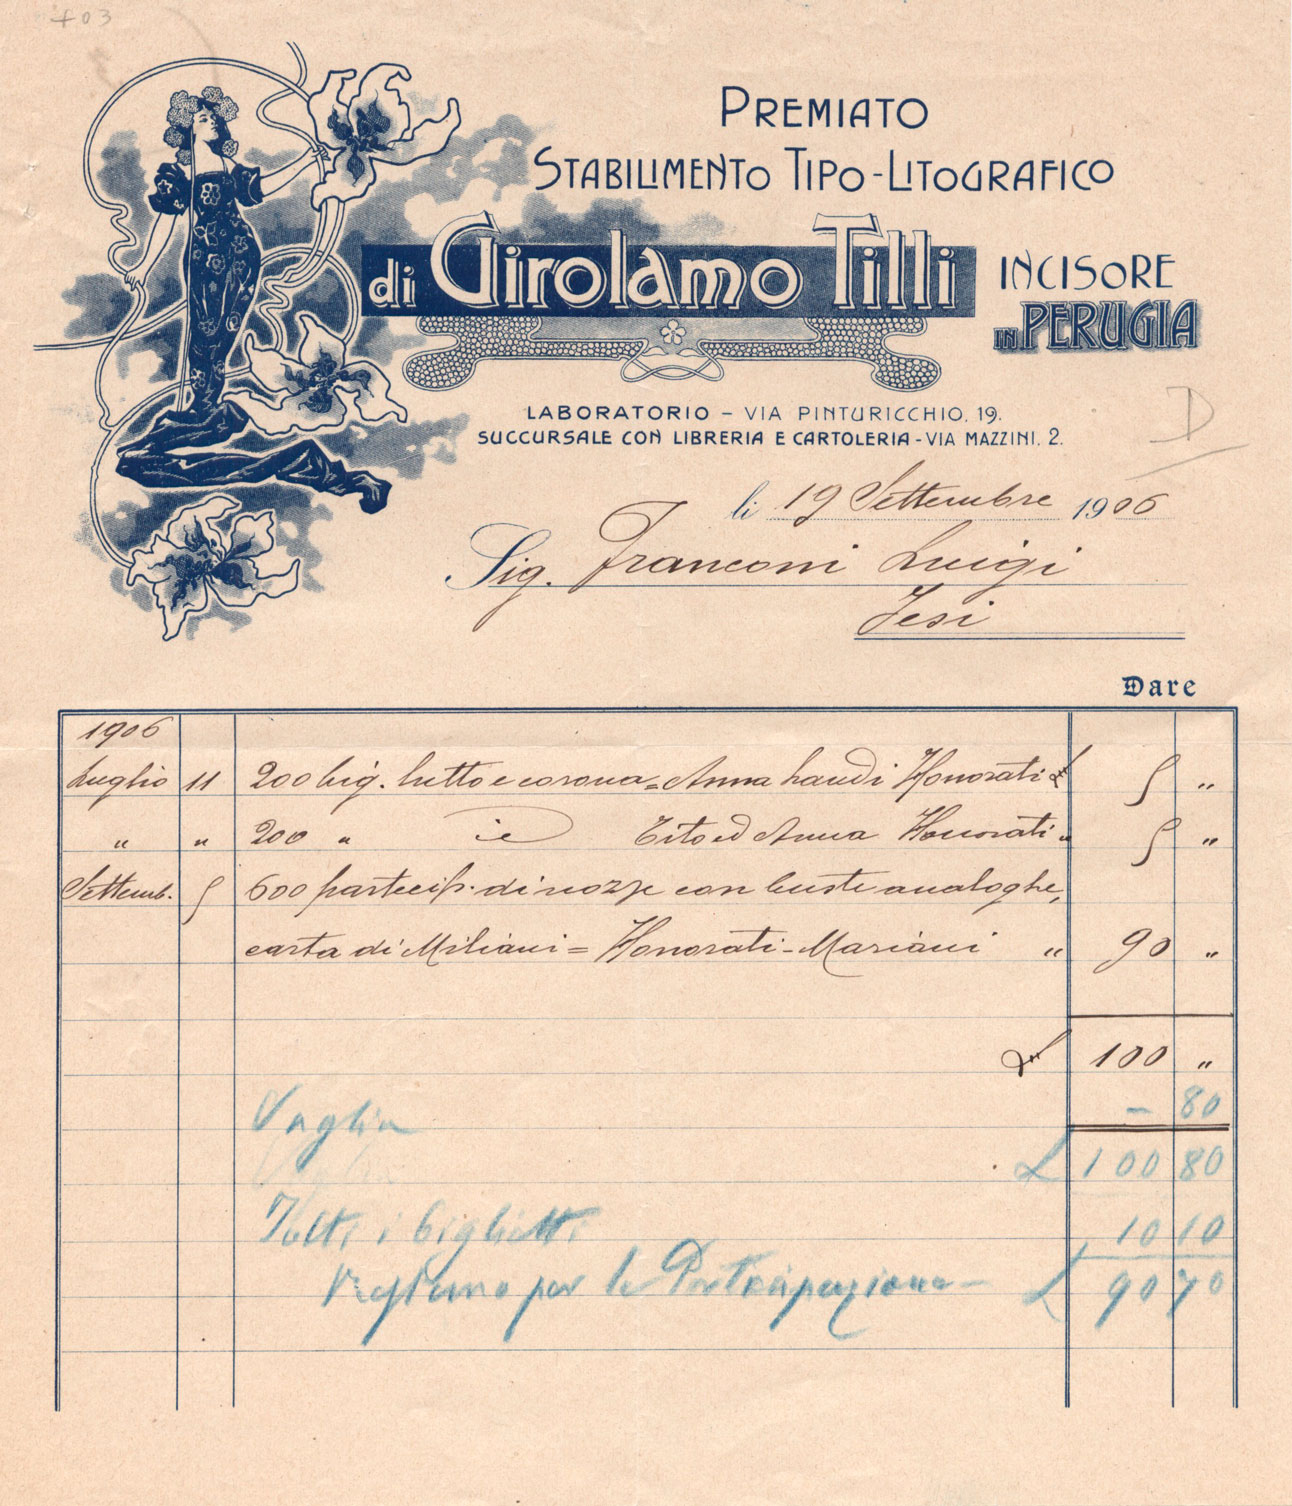 403
PREMIATO
STABILIMENTO TIPO-LITOGRAFICO
di Girolamo Tilli INCISORE
IN PERUGIA
LABORATORIO - VIA PINTURICCHIO, 19.
SUCCURSALE CON LIBRERIA E CARTOLERIA - VIA MAZZINI, 2.
D
li 19 Settembre 1906
Sig. Franconi Luigi
Jesi
Dare
1906
Luglio 11 200 big. lutto e corona = Anna Honorati £ 5 "
" " 200 " id Tito ed Anna Honorati " 5 "
Settemb. 5 600 partecip. di nozze con buste analoghe,
carta di Miliani = Honorati-Mariani " 90 "
£ 100 "
Vaglia - 80
£ 100 80
Tolti i biglietti 10 10
Restano per le Partecipazione - £ 90 70